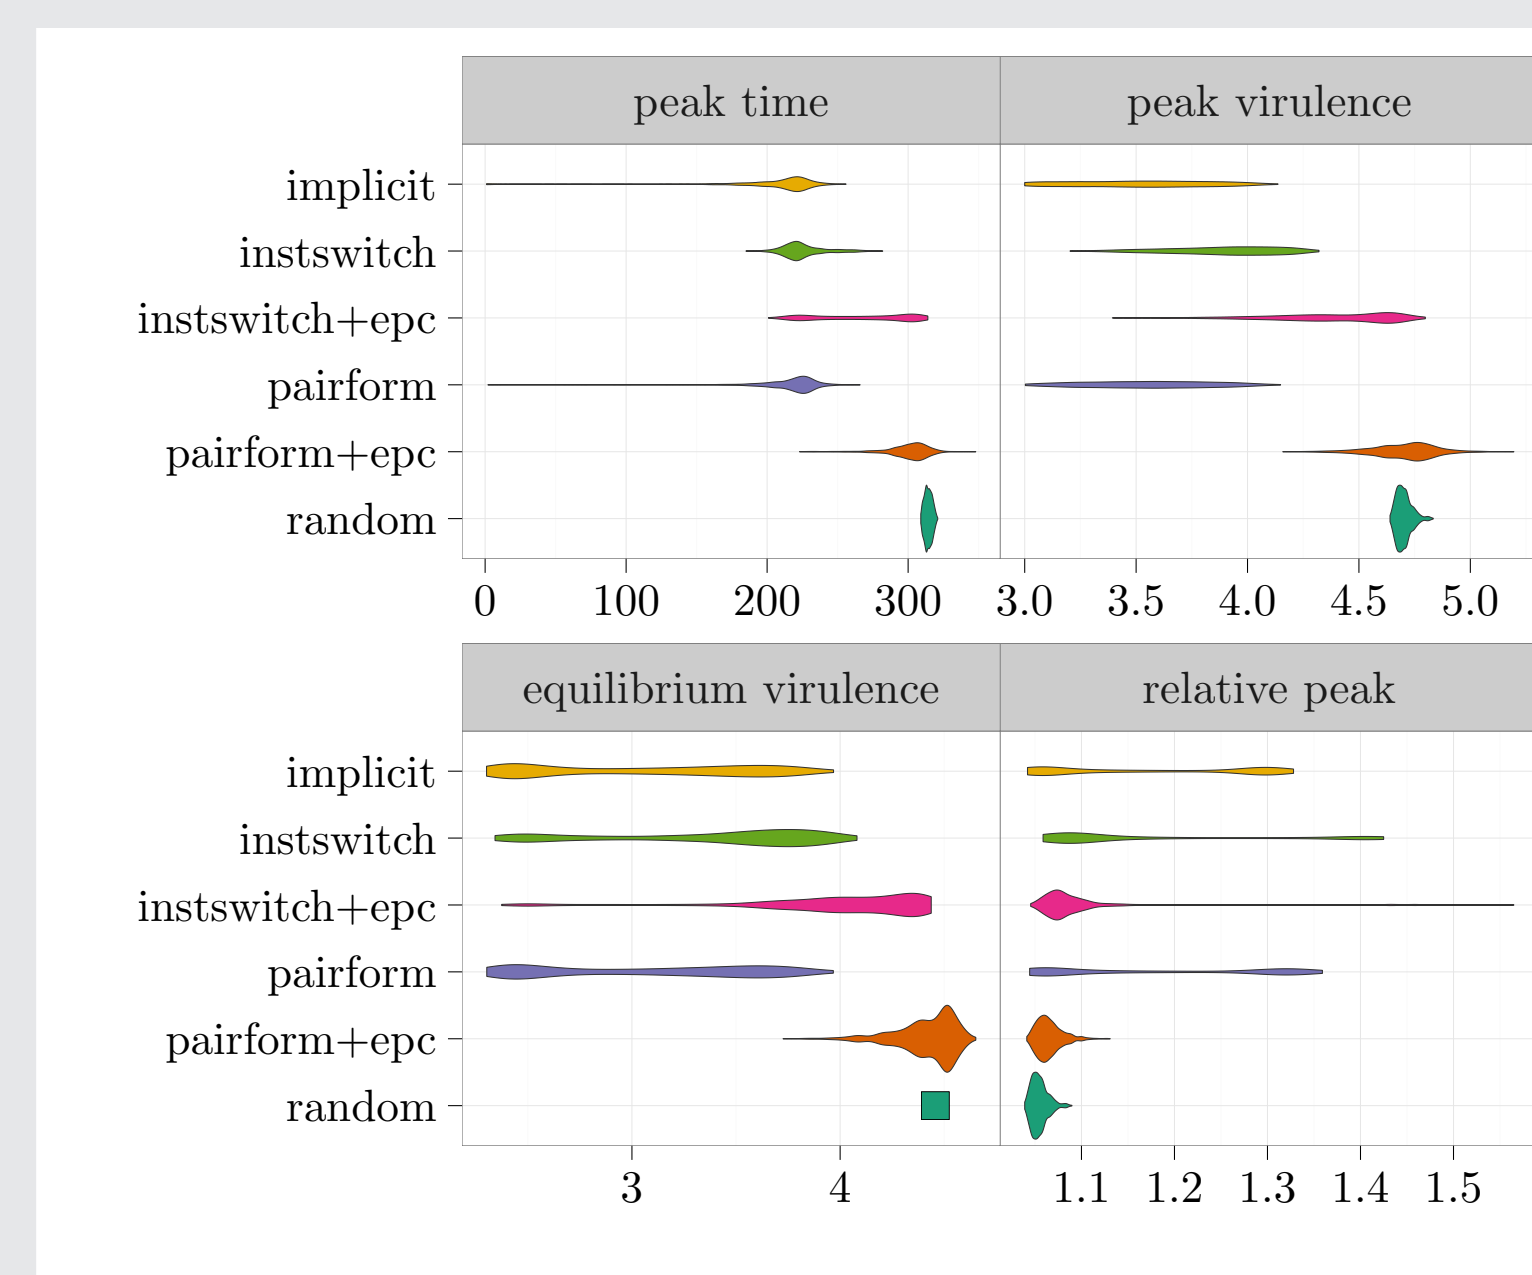 peak time peak virulence
implicit
instswitch
instswitch+epc
pairform
pairform+epc
random
0 100 200 300 3.0 3.5 4.0 4.5 5.0
equilibrium virulence relative peak
implicit
instswitch
instswitch+epc
pairform
pairform+epc
random
3 4 1.1 1.2 1.3 1.4 1.5